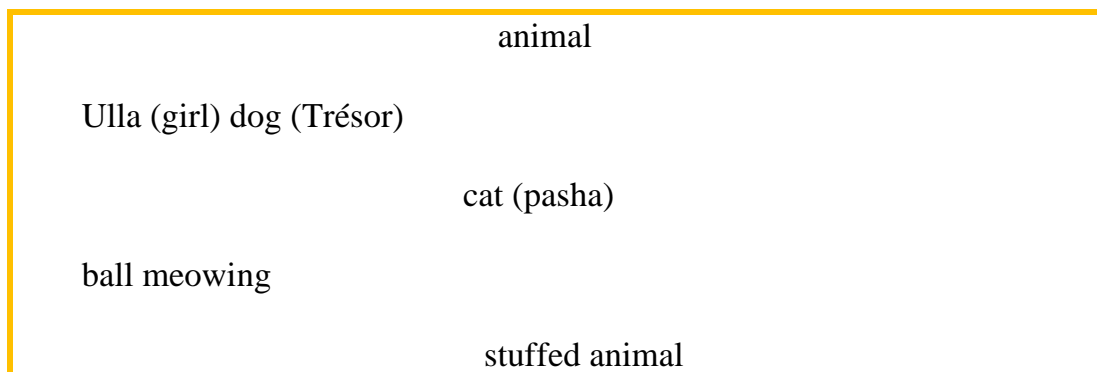 animal
Ulla (girl) dog (Trésor)
cat (pasha)
ball meowing
stuffed animal